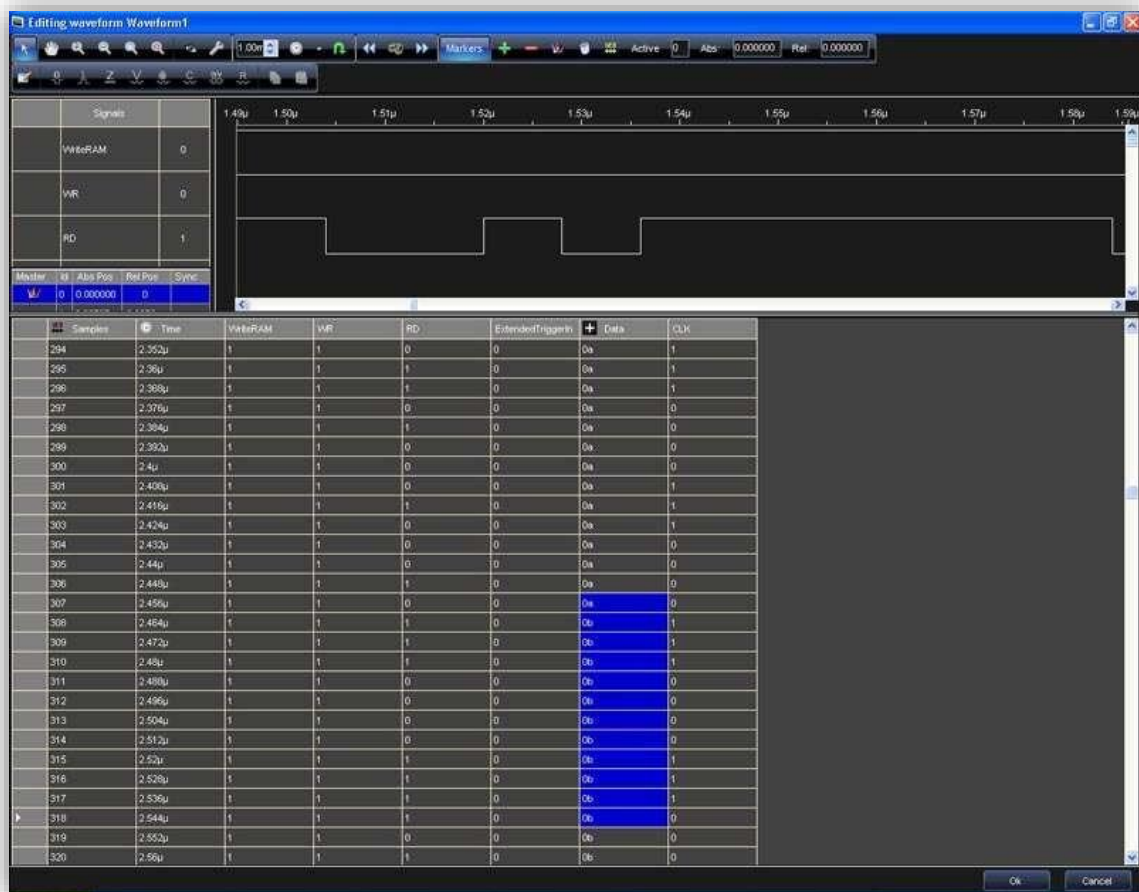 Editing waveform Waveform1
1.00m Markers Active 0 Abs: 0.000000 Rel: 0.000000
Signals 1.49µ 1.50µ 1.51µ 1.52µ 1.53µ 1.54µ 1.55µ 1.56µ 1.57µ 1.58µ 1.59µ
WriteRAM 0
WR 0
RD 1
Master Id Abs Pos Rel Pos Sync
0 0.000000 0
Samples Time WriteRAM WR RD ExtendedTriggerIn Data CLK
294 2.352µ 1 1 0 0 0a 1
295 2.36µ 1 1 1 0 0a 1
296 2.368µ 1 1 1 1 0a 1
297 2.376µ 1 1 0 0 0a 0
298 2.384µ 1 1 1 0 0a 0
299 2.392µ 1 1 0 0 0a 0
300 2.4µ 1 1 0 0 0a 0
301 2.408µ 1 1 0 0 0a 1
302 2.416µ 1 1 1 0 0a 1
303 2.424µ 1 1 0 0 0a 1
304 2.432µ 1 1 0 0 0a 0
305 2.44µ 1 1 0 0 0a 0
306 2.448µ 1 1 1 0 0a 0
307 2.456µ 1 1 0 0 0a 0
308 2.464µ 1 1 1 0 0b 1
309 2.472µ 1 1 1 0 0b 1
310 2.48µ 1 1 1 0 0b 1
311 2.488µ 1 1 0 0 0b 0
312 2.496µ 1 1 0 0 0b 0
313 2.504µ 1 1 0 0 0b 0
314 2.512µ 1 1 0 0 0b 0
315 2.52µ 1 1 1 0 0b 1
316 2.528µ 1 1 1 0 0b 1
317 2.536µ 1 1 1 0 0b 1
318 2.544µ 1 1 1 0 0b 0
319 2.552µ 1 1 0 0 0b 0
320 2.56µ 1 1 1 0 0b 0
Ok Cancel